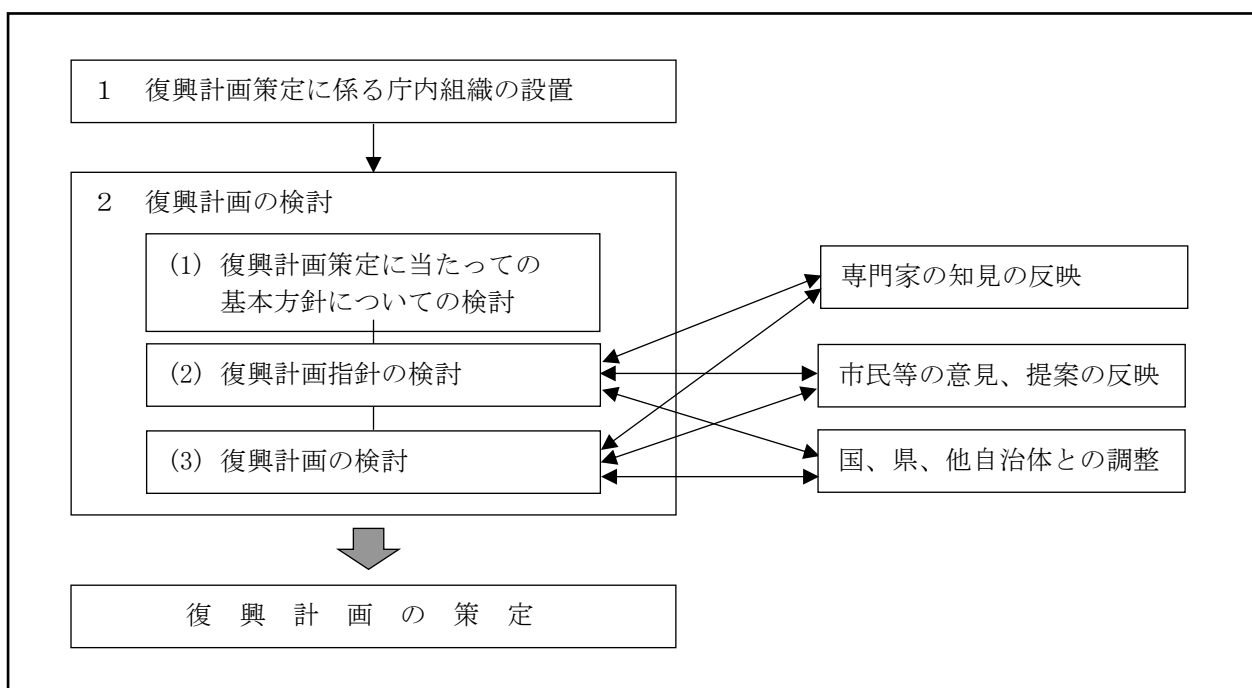 1 復興計画策定に係る庁内組織の設置
2 復興計画の検討
(1) 復興計画策定に当たっての
基本方針についての検討
(2) 復興計画指針の検討
(3) 復興計画の検討
専門家の知見の反映
市民等の意見、提案の反映
国、県、他自治体との調整
復 興 計 画 の 策 定